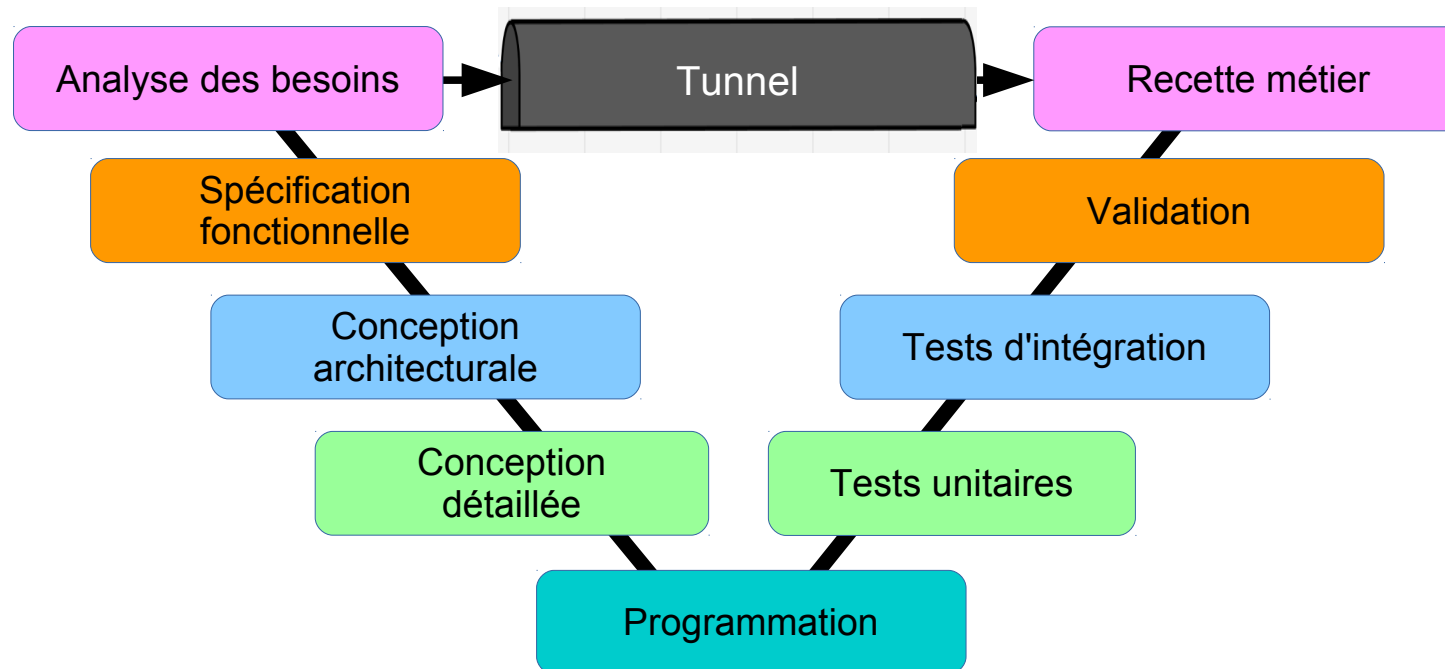 Analyse des besoins
Tunnel
Recette métier
Spécification
fonctionnelle
Validation
Conception
architecturale
Tests d'intégration
Conception
détaillée
Tests unitaires
Programmation